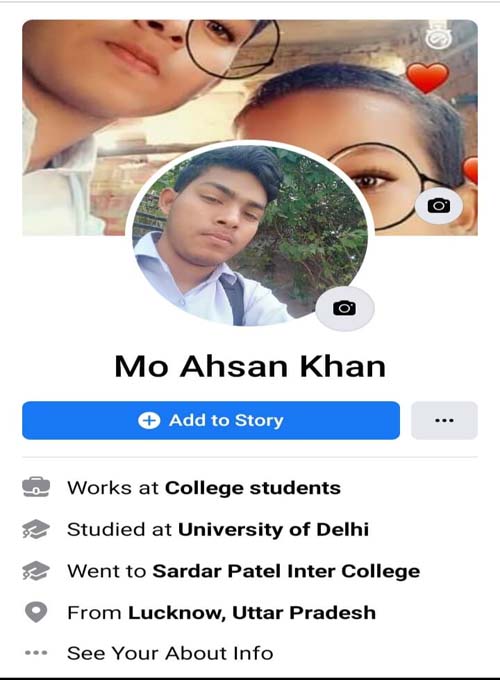 Mo Ahsan Khan
Add to Story
Works at College students
Studied at University of Delhi
Went to Sardar Patel Inter College
From Lucknow, Uttar Pradesh
See Your About Info